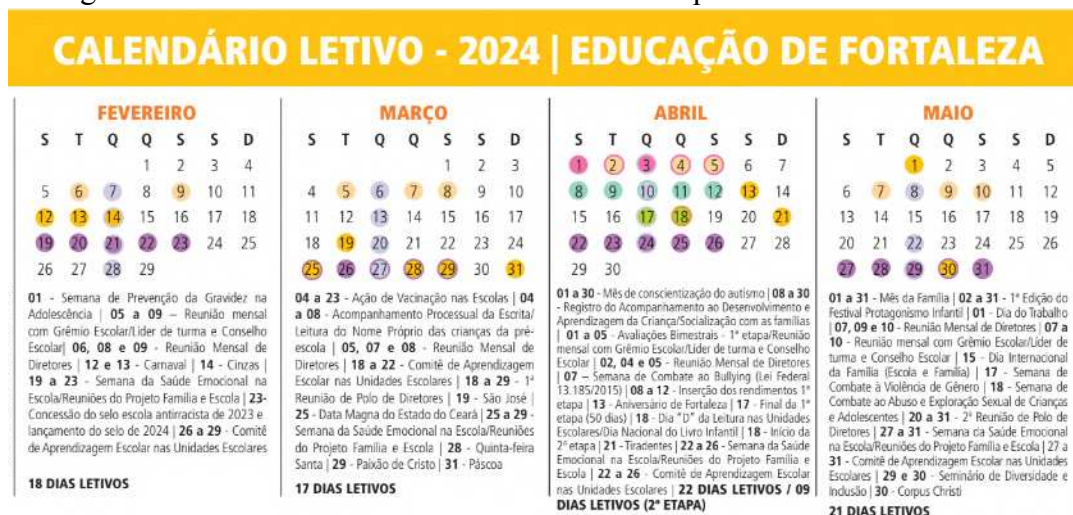 CALENDÁRIO LETIVO - 2024 | EDUCAÇÃO DE FORTALEZA
FEVEREIRO
S T Q Q S S D
1 2 3 4
5 6 7 8 9 10 11
12 13 14 15 16 17 18
19 20 21 22 23 24 25
26 27 28 29
01 - Semana de Prevenção da Gravidez na
Adolescência | 05 a 09 – Reunião mensal
com Grêmio Escolar/Líder de turma e Conselho
Escolar| 06, 08 e 09 - Reunião Mensal de
Diretores | 12 e 13 - Carnaval | 14 - Cinzas |
19 a 23 - Semana da Saúde Emocional na
Escola/Reuniões do Projeto Família e Escola | 23-
Concessão do selo escola antirracista de 2023 e
lançamento do selo de 2024 | 26 a 29 - Comitê
de Aprendizagem Escolar nas Unidades Escolares
18 DIAS LETIVOS
MARÇO
S T Q Q S S D
1 2 3
4 5 6 7 8 9 10
11 12 13 14 15 16 17
18 19 20 21 22 23 24
25 26 27 28 29 30 31
04 a 23 - Ação de Vacinação nas Escolas | 04
a 08 - Acompanhamento Processual da Escrita/
Leitura do Nome Próprio das crianças da pré-
escola | 05, 07 e 08 - Reunião Mensal de
Diretores | 18 a 22 - Comitê de Aprendizagem
Escolar nas Unidades Escolares | 18 a 29 - 1ª
Reunião de Polo de Diretores | 19 - São José |
25 - Data Magna do Estado do Ceará | 25 a 29 -
Semana da Saúde Emocional na Escola/Reuniões
do Projeto Família e Escola | 28 - Quinta-feira
Santa | 29 - Paixão de Cristo | 31 - Páscoa
17 DIAS LETIVOS
ABRIL
S T Q Q S S D
1 2 3 4 5 6 7
8 9 10 11 12 13 14
15 16 17 18 19 20 21
22 23 24 25 26 27 28
29 30
01 a 30 - Mês de conscientização do autismo | 08 a 30
- Registro do Acompanhamento ao Desenvolvimento e
Aprendizagem da Criança/Socialização com as famílias
| 01 a 05 - Avaliações Bimestrais - 1ª etapa/Reunião
mensal com Grêmio Escolar/Líder de turma e Conselho
Escolar | 02, 04 e 05 - Reunião Mensal de Diretores
| 07 – Semana de Combate ao Bullying (Lei Federal
13.185/2015) | 08 a 12 - Inserção dos rendimentos 1ª
etapa | 13 - Aniversário de Fortaleza | 17 - Final da 1ª
etapa (50 dias) | 18 - Dia "D" da Leitura nas Unidades
Escolares/Dia Nacional do Livro Infantil | 18 - Início da
2ª etapa | 21 - Tiradentes | 22 a 26 - Semana da Saúde
Emocional na Escola/Reuniões do Projeto Família e
Escola | 22 a 26 - Comitê de Aprendizagem Escolar
nas Unidades Escolares | 22 DIAS LETIVOS / 09
DIAS LETIVOS (2ª ETAPA)
MAIO
S T Q Q S S D
1 2 3 4 5
6 7 8 9 10 11 12
13 14 15 16 17 18 19
20 21 22 23 24 25 26
27 28 29 30 31
01 a 31 - Mês da Família | 02 a 31 - 1ª Edição do
Festival Protagonismo Infantil | 01 - Dia do Trabalho
| 07, 09 e 10 - Reunião Mensal de Diretores | 07 a
10 - Reunião mensal com Grêmio Escolar/Líder de
turma e Conselho Escolar | 15 - Dia Internacional
da Família (Escola e Família) | 17 - Semana de
Combate à Violência de Gênero | 18 - Semana de
Combate ao Abuso e Exploração Sexual de Crianças
e Adolescentes | 20 a 31 - 2ª Reunião de Polo de
Diretores | 27 a 31 - Semana da Saúde Emocional
na Escola/Reuniões do Projeto Família e Escola | 27 a
31 - Comitê de Aprendizagem Escolar nas Unidades
Escolares | 29 e 30 - Seminário de Diversidade e
Inclusão | 30 - Corpus Christi
21 DIAS LETIVOS